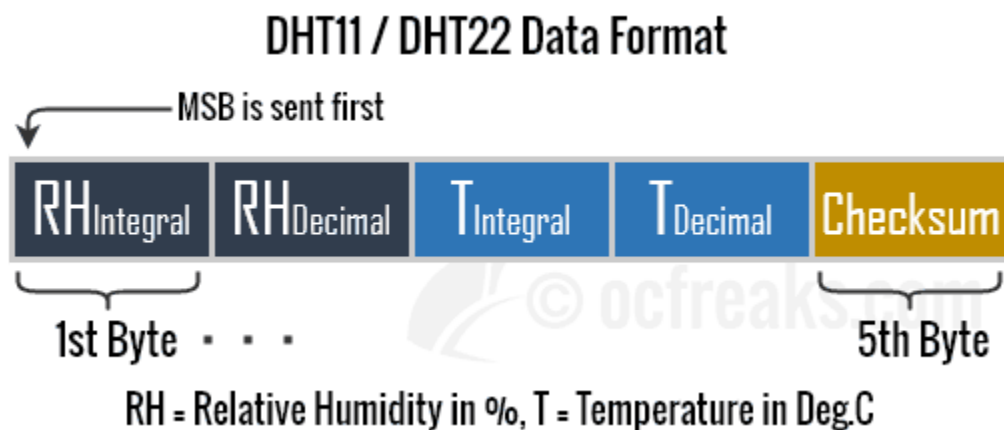 DHT11 / DHT22 Data Format
MSB is sent first
RHIntegral RHDecimal TIntegral TDecimal Checksum
© ocfreaks.com
1st Byte . . . 5th Byte
RH = Relative Humidity in %, T = Temperature in Deg.C